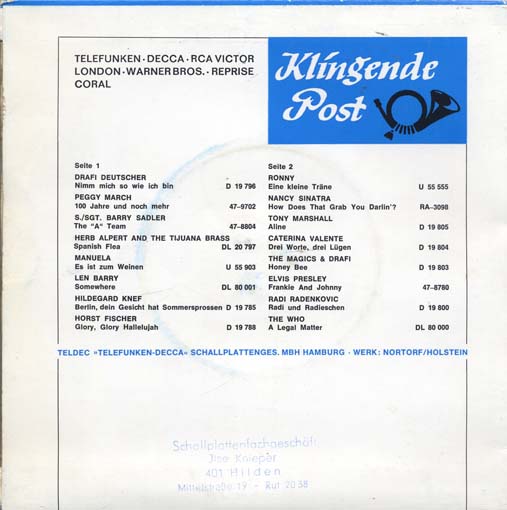 TELEFUNKEN · DECCA · RCA VICTOR
LONDON · WARNER BROS. · REPRISE
CORAL
Klingende
Post
Seite 1
DRAFI DEUTSCHER
Nimm mich so wie ich bin D 19 796
PEGGY MARCH
100 Jahre und noch mehr 47-9702
S./SGT. BARRY SADLER
The "A" Team 47-8804
HERB ALPERT AND THE TIJUANA BRASS
Spanish Flea DL 20 797
MANUELA
Es ist zum Weinen U 55 903
LEN BARRY
Somewhere DL 80 001
HILDEGARD KNEF
Berlin, dein Gesicht hat Sommersprossen D 19 785
HORST FISCHER
Glory, Glory Hallelujah D 19 788
Seite 2
RONNY
Eine kleine Träne U 55 555
NANCY SINATRA
How Does That Grab You Darlin'? RA-3098
TONY MARSHALL
Aline D 19 805
CATERINA VALENTE
Drei Worte, drei Lügen D 19 804
THE MAGICS & DRAFI
Honey Bee D 19 803
ELVIS PRESLEY
Frankie And Johnny 47-8780
RADI RADENKOVIC
Radi und Radieschen D 19 800
THE WHO
A Legal Matter DL 80 000
TELDEC »TELEFUNKEN-DECCA« SCHALLPLATTENGES. MBH HAMBURG · WERK: NORTORF/HOLSTEIN
Schallplattenfachgeschäft
Ilse Knieper
401 Hilden
Mittelstraße 19 - Ruf 20 38